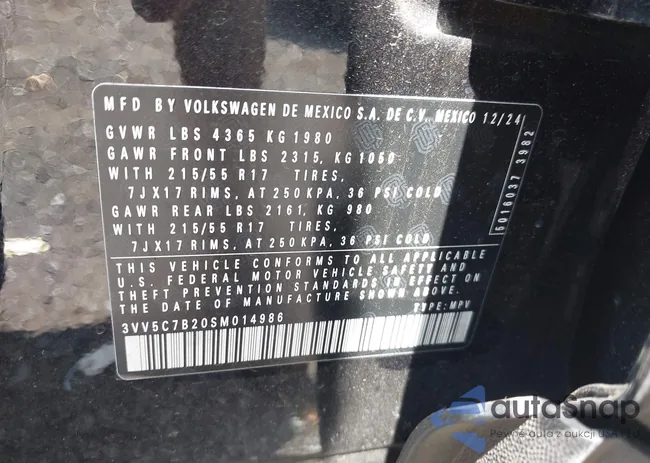 MFD BY VOLKSWAGEN DE MEXICO S.A. DE C.V. MEXICO 12/24
GVWR LBS 4365 KG 1980
GAWR FRONT LBS 2315, KG 1050
WITH 215/55 R17 TIRES,
7JX17 RIMS, AT 250 KPA, 36 PSI COLD
GAWR REAR LBS 2161, KG 980
WITH 215/55 R17 TIRES,
7JX17 RIMS, AT 250 KPA, 36 PSI COLD
THIS VEHICLE CONFORMS TO ALL APPLICABLE
U.S. FEDERAL MOTOR VEHICLE SAFETY AND
THEFT PREVENTION STANDARDS IN EFFECT ON
THE DATE OF MANUFACTURE SHOWN ABOVE.
3VV5C7B20SM014986 TYPE: MPV
5016037 3982
autosnap
Pewne auta z aukcji